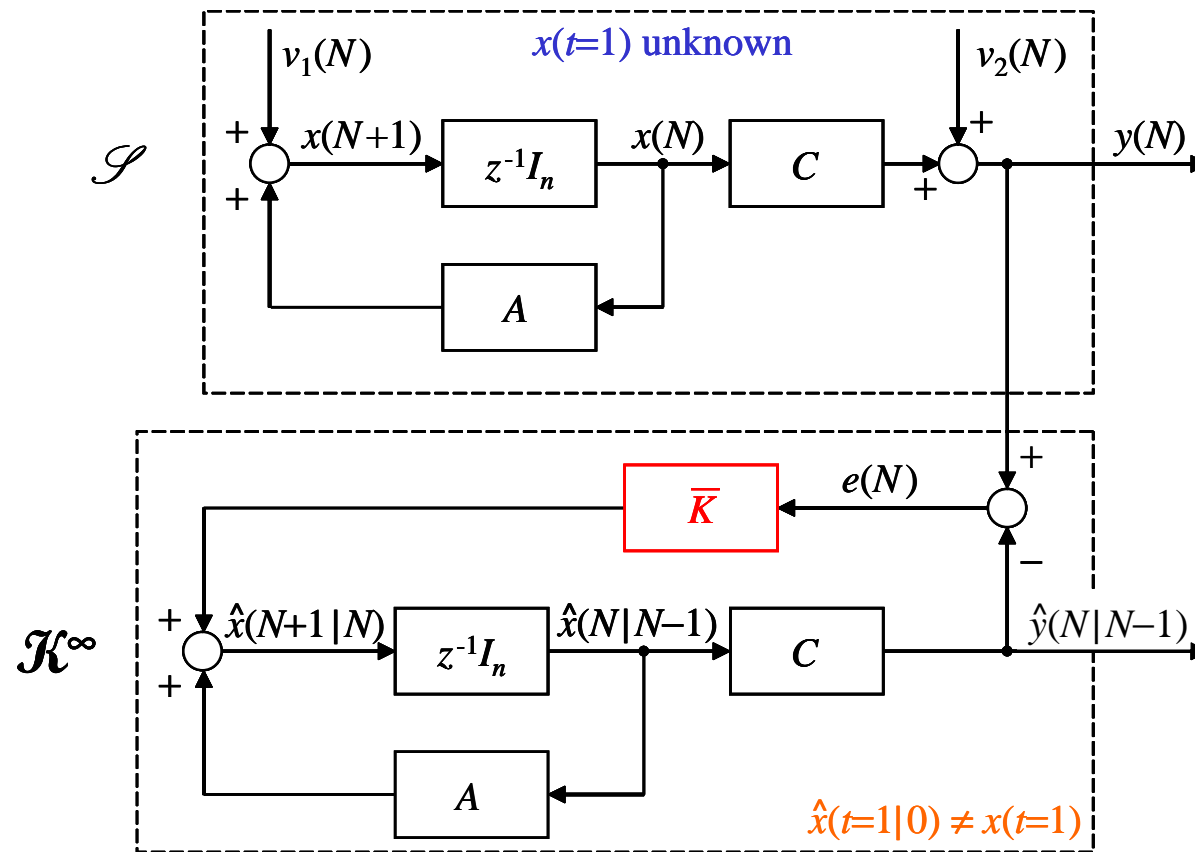 x(t=1) unknown
v₁(N)
v₂(N)
+
x(N+1)
x(N)
+
y(N)
𝒮
z⁻¹Iₙ
C
+
+
A
+
K̅
e(N)
−
+
x̂(N+1|N)
x̂(N|N−1)
ŷ(N|N−1)
𝒦^∞
z⁻¹Iₙ
C
+
A
x̂(t=1|0) ≠ x(t=1)